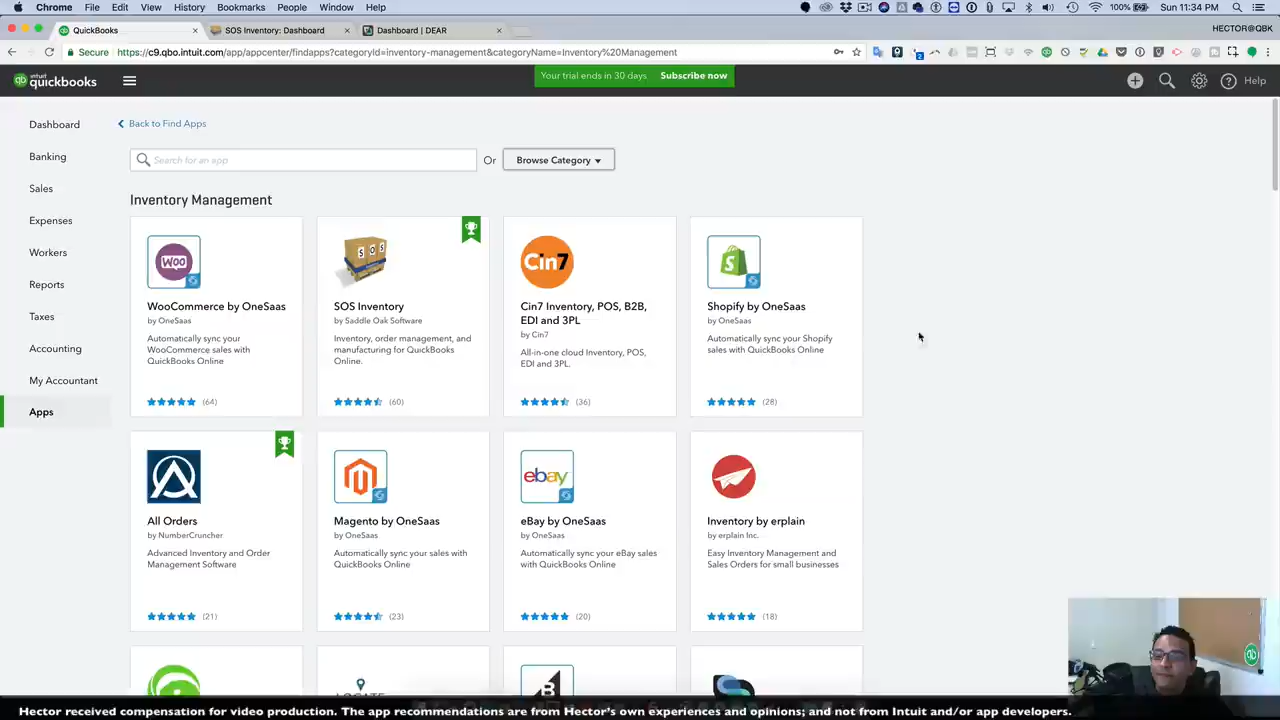 Chrome File Edit View History Bookmarks People Window Help
100% Sun 11:34 PM
QuickBooks × SOS Inventory: Dashboard × Dashboard | DEAR ×
HECTOR@QBK
Secure https://c9.qbo.intuit.com/app/appcenter/findapps?categoryId=inventory-management&categoryName=Inventory%20Management
intuit
quickbooks
Your trial ends in 30 days Subscribe now
Help
Dashboard
Banking
Sales
Expenses
Workers
Reports
Taxes
Accounting
My Accountant
Apps
Back to Find Apps
Search for an app Or Browse Category
Inventory Management
Woo
WooCommerce by OneSaas
by OneSaas
Automatically sync your
WooCommerce sales with
QuickBooks Online
(64)
SOS
SOS Inventory
by Saddle Oak Software
Inventory, order management, and
manufacturing for QuickBooks
Online.
(60)
Cin7
Cin7 Inventory, POS, B2B,
EDI and 3PL
by Cin7
All-in-one cloud Inventory, POS,
EDI and 3PL.
(36)
Shopify by OneSaas
by OneSaas
Automatically sync your Shopify
sales with QuickBooks Online
(28)
All Orders
by NumberCruncher
Advanced Inventory and Order
Management Software
(21)
Magento by OneSaas
by OneSaas
Automatically sync your sales with
QuickBooks Online
(23)
ebay
eBay by OneSaas
by OneSaas
Automatically sync your eBay sales
with QuickBooks Online
(20)
Inventory by erplain
by erplain Inc.
Easy Inventory Management and
Sales Orders for small businesses
(18)
LOCATE
B
Hector received compensation for video production. The app recommendations are from Hector's own experiences and opinions; and not from Intuit and/or app developers.